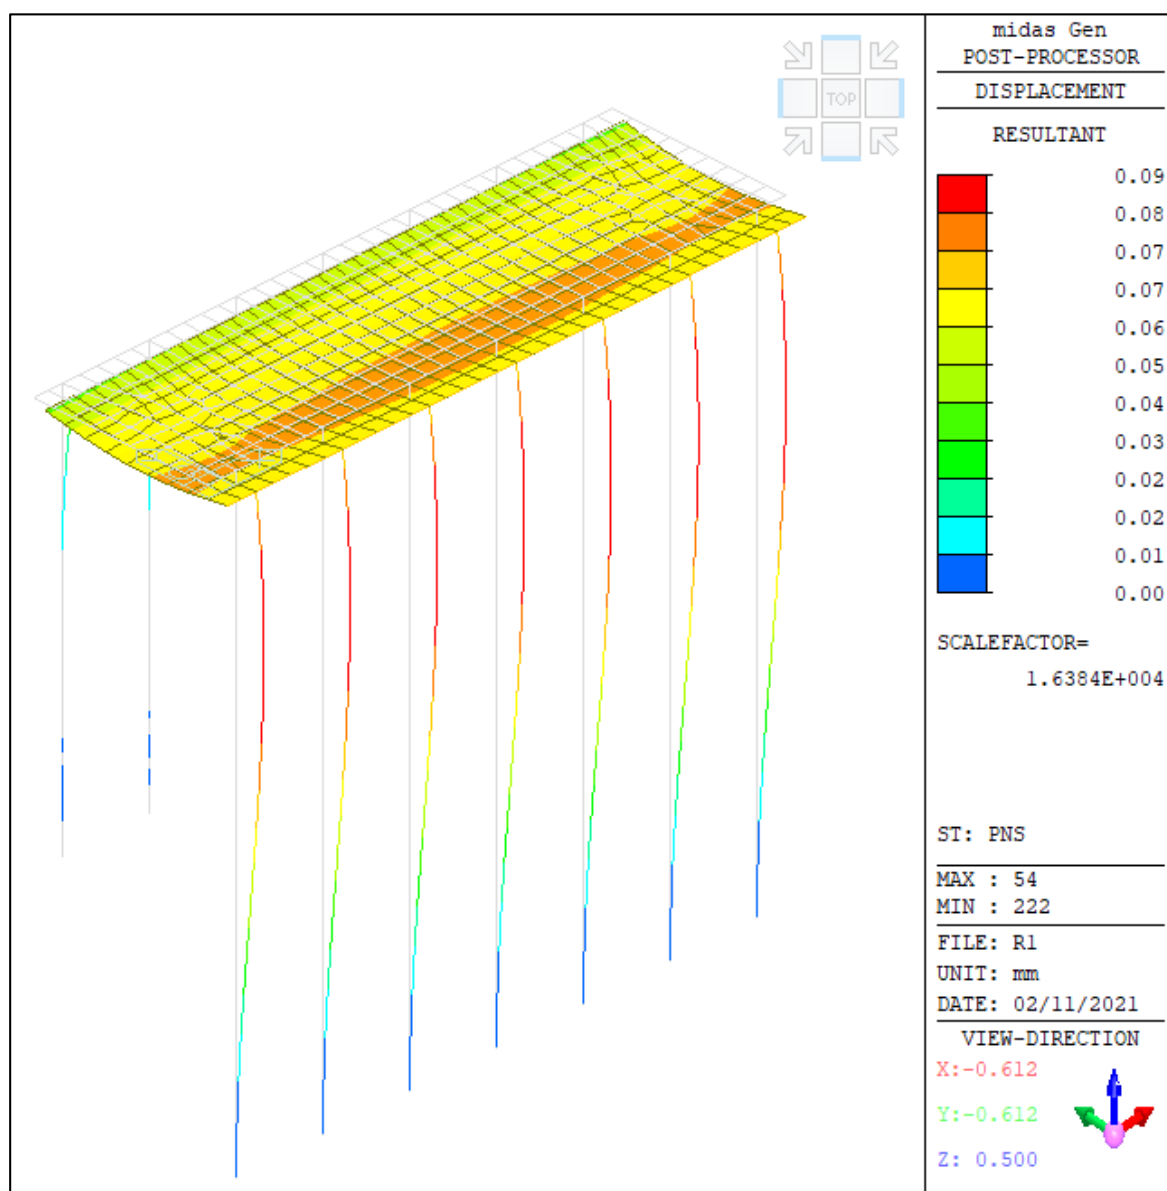 TOP
midas Gen
POST-PROCESSOR
DISPLACEMENT
RESULTANT
0.09
0.08
0.07
0.07
0.06
0.05
0.04
0.03
0.02
0.02
0.01
0.00
SCALEFACTOR=
1.6384E+004
ST: PNS
MAX : 54
MIN : 222
FILE: R1
UNIT: mm
DATE: 02/11/2021
VIEW-DIRECTION
X:-0.612
Y:-0.612
Z: 0.500